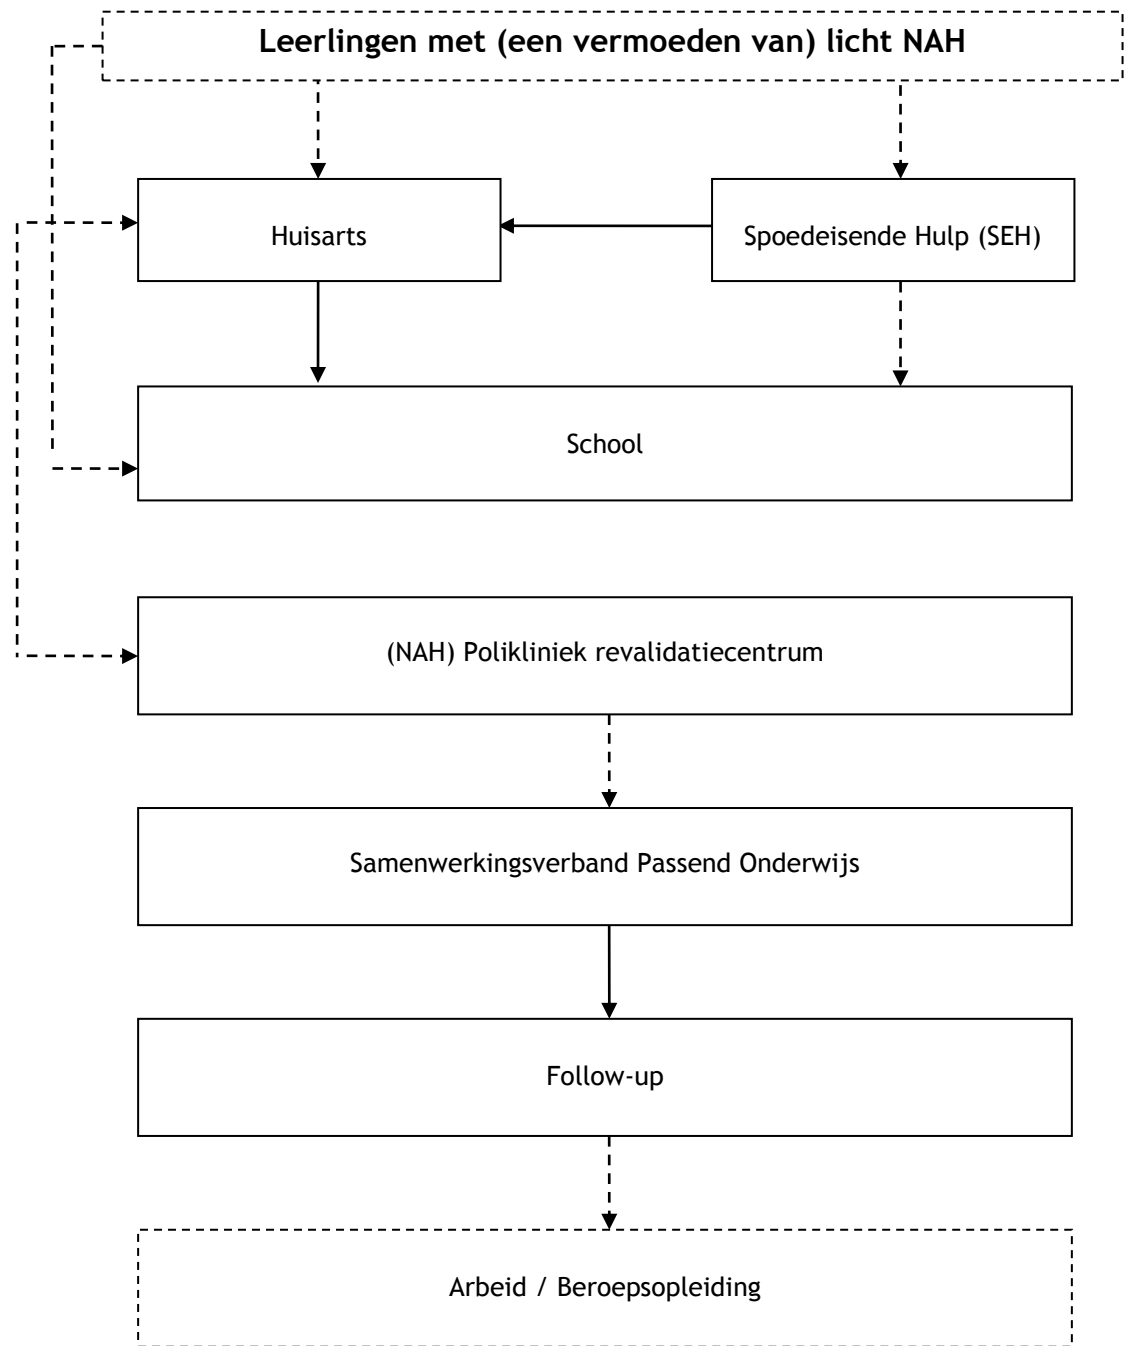 Leerlingen met (een vermoeden van) licht NAH
Huisarts
Spoedeisende Hulp (SEH)
School
(NAH) Polikliniek revalidatiecentrum
Samenwerkingsverband Passend Onderwijs
Follow-up
Arbeid / Beroepsopleiding